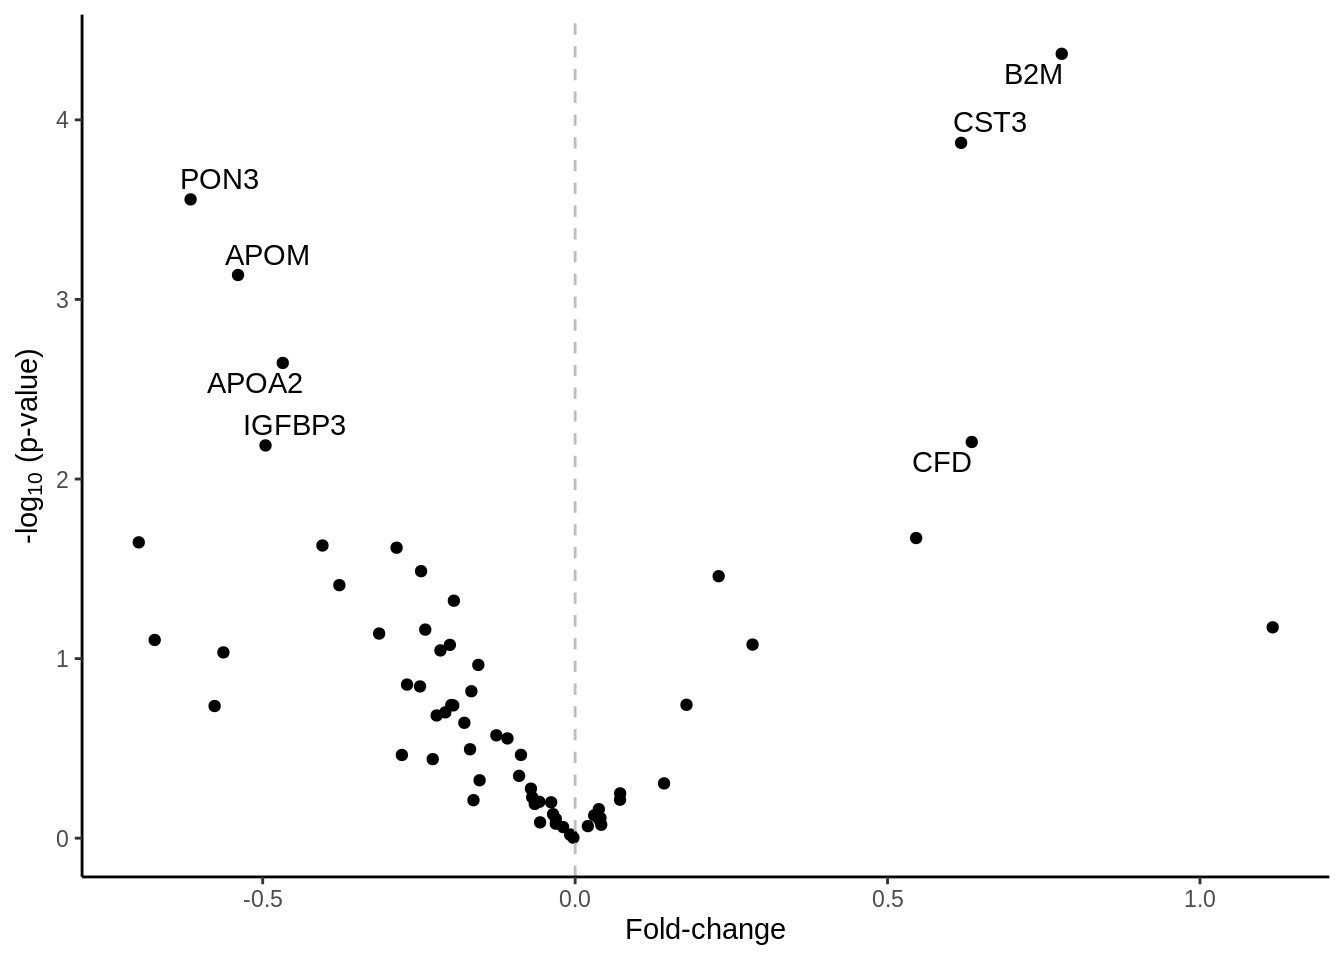 B2M
4
CST3
PON3
APOM
3
APOA2
IGFBP3
CFD
2
-log10 (p-value)
1
0
-0.5
0.0
0.5
1.0
Fold-change